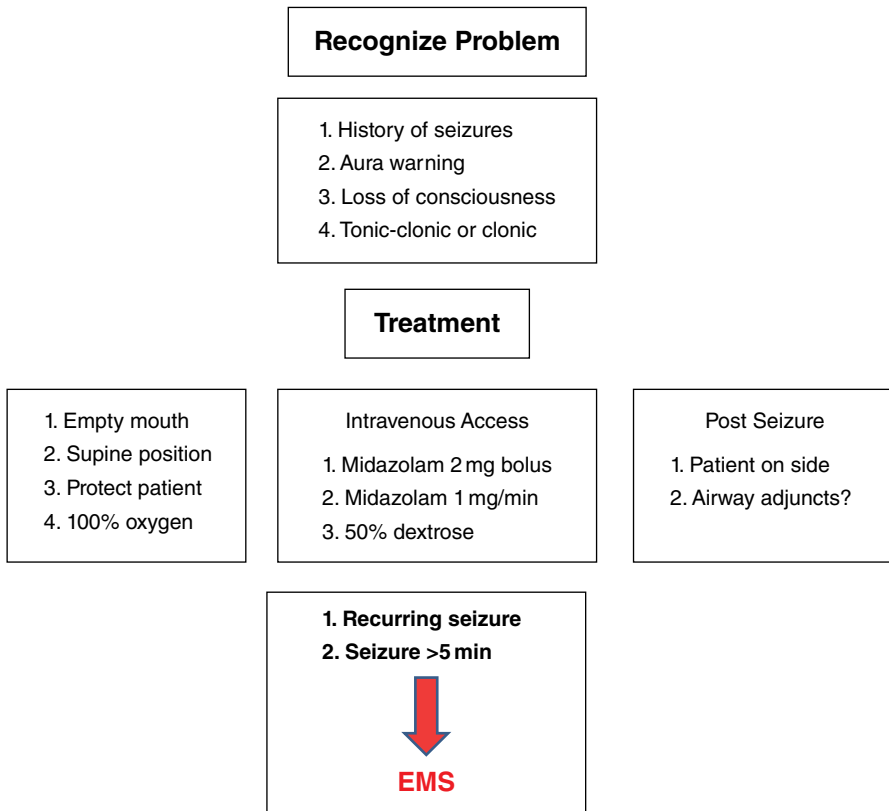 Recognize Problem
1. History of seizures
2. Aura warning
3. Loss of consciousness
4. Tonic-clonic or clonic
Treatment
1. Empty mouth
2. Supine position
3. Protect patient
4. 100% oxygen
Intravenous Access
1. Midazolam 2 mg bolus
2. Midazolam 1 mg/min
3. 50% dextrose
Post Seizure
1. Patient on side
2. Airway adjuncts?
1. Recurring seizure
2. Seizure >5 min
EMS